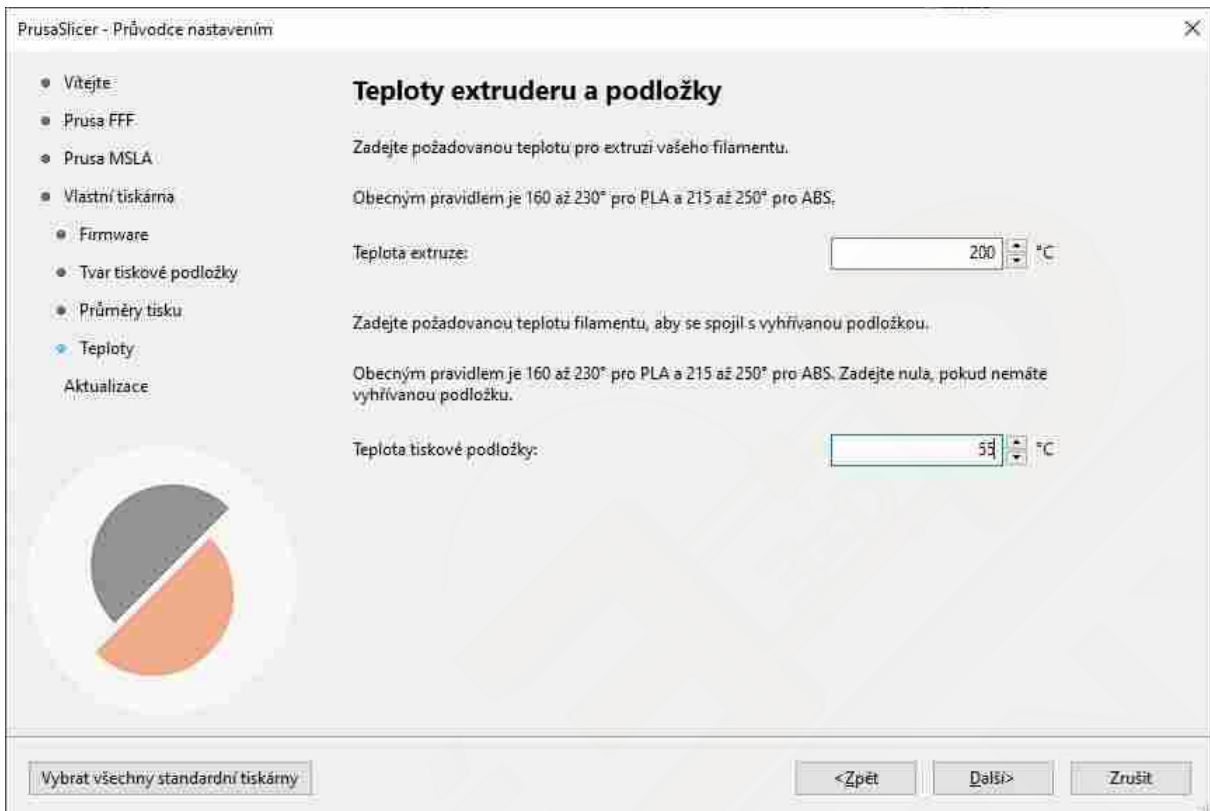 PrusaSlicer - Průvodce nastavením
Vítejte
Prusa FFF
Prusa MSLA
Vlastní tiskárna
Firmware
Tvar tiskové podložky
Průměry tisku
Teploty
Aktualizace
Teploty extruderu a podložky
Zadejte požadovanou teplotu pro extruzi vašeho filamentu.
Obecným pravidlem je 160 až 230° pro PLA a 215 až 250° pro ABS.
Teplota extruze: 200 °C
Zadejte požadovanou teplotu filamentu, aby se spojil s vyhřívanou podložkou.
Obecným pravidlem je 160 až 230° pro PLA a 215 až 250° pro ABS. Zadejte nula, pokud nemáte
vyhřívanou podložku.
Teplota tiskové podložky: 55 °C
Vybrat všechny standardní tiskárny <Zpět Další> Zrušit